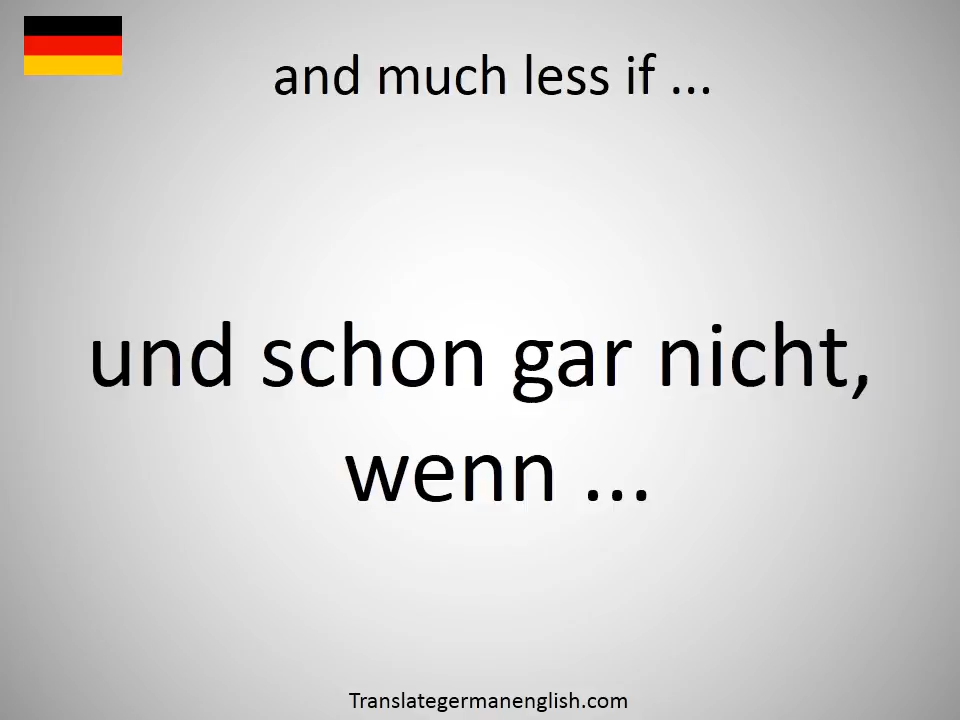 and much less if ...
und schon gar nicht,
wenn ...
Translategermanenglish.com